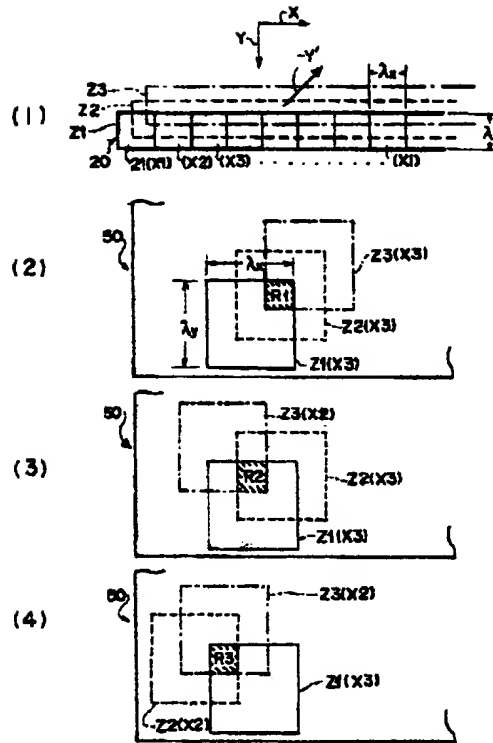 X
Y
-Y'
λx
Z3
Z2
(1)
Z1
λ
20
21(X1) (X2) (X3) . . . . . . . . . (X1)
(2)
50
λx
Z3(X3)
R1
λy
Z2(X3)
Z1(X3)
(3)
50
Z3(X2)
R2
Z2(X3)
Z1(X3)
(4)
50
Z3(X2)
R3
Z1(X3)
Z2(X2)